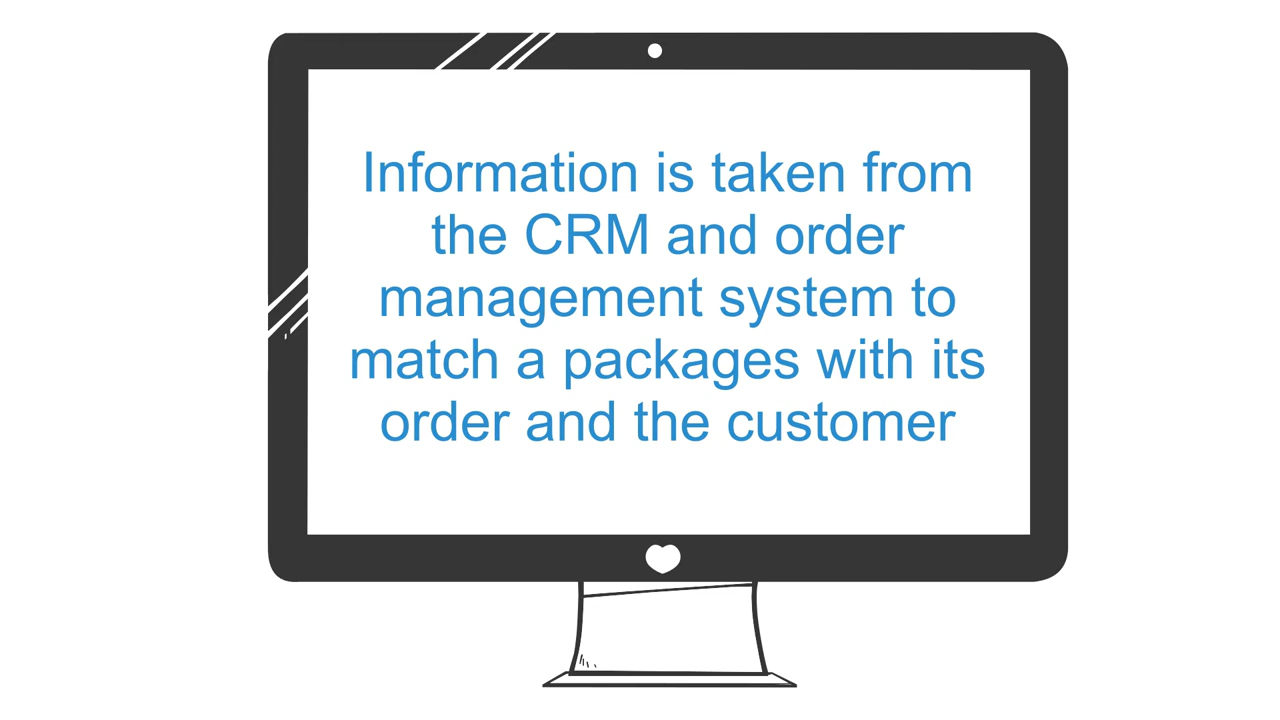 Information is taken from
the CRM and order
management system to
match a packages with its
order and the customer